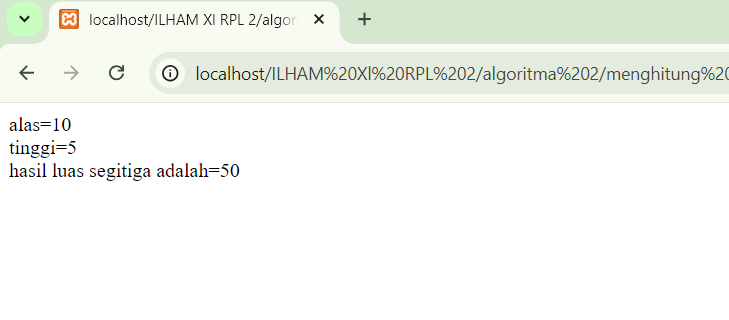 localhost/ILHAM XI RPL 2/algor
localhost/ILHAM%20Xl%20RPL%202/algoritma%202/menghitung%20
alas=10
tinggi=5
hasil luas segitiga adalah=50